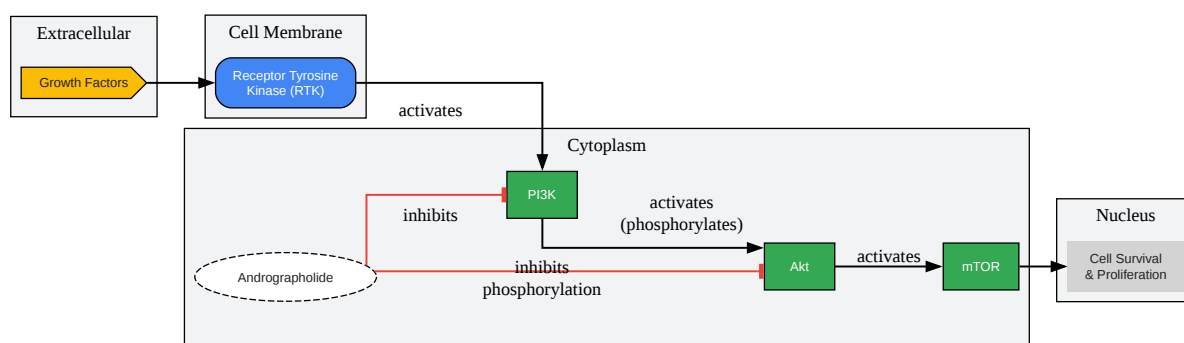 Extracellular
Growth Factors
Cell Membrane
Receptor Tyrosine
Kinase (RTK)
activates
Cytoplasm
PI3K
inhibits
activates
(phosphorylates)
Andrographolide
inhibits
phosphorylation
Akt
activates
mTOR
Nucleus
Cell Survival
& Proliferation